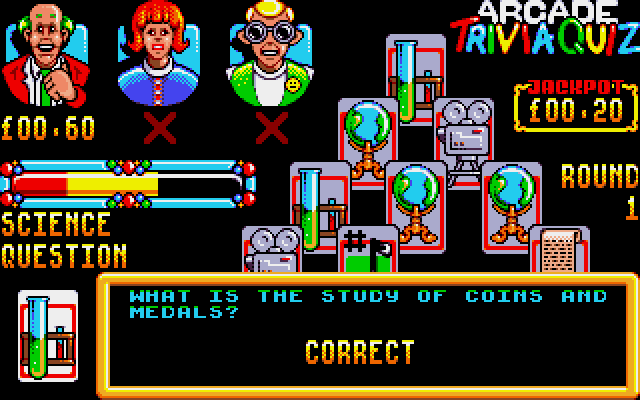 ARCADE
TRIVIA QUIZ
JACKPOT
£00.20
£00.60
ROUND
1
SCIENCE
QUESTION
WHAT IS THE STUDY OF COINS AND
MEDALS?
CORRECT